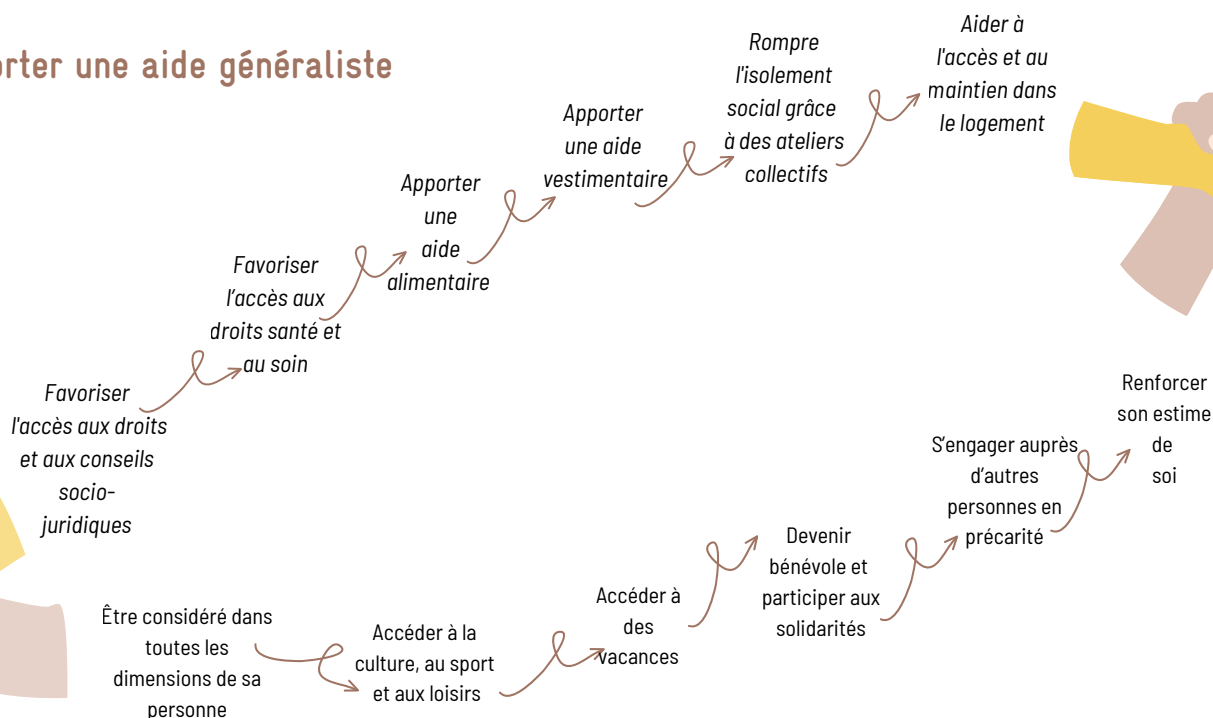 orter une aide généraliste
Favoriser
l'accès aux droits
et aux conseils
socio-
juridiques
Favoriser
l’accès aux
droits santé et
au soin
Apporter
une
aide
alimentaire
Apporter
une aide
vestimentaire
Rompre
l'isolement
social grâce
à des ateliers
collectifs
Aider à
l'accès et au
maintien dans
le logement
Être considéré dans
toutes les
dimensions de sa
personne
Accéder à la
culture, au sport
et aux loisirs
Accéder à
des
vacances
Devenir
bénévole et
participer aux
solidarités
S’engager auprès
d’autres
personnes en
précarité
Renforcer
son estime
de
soi